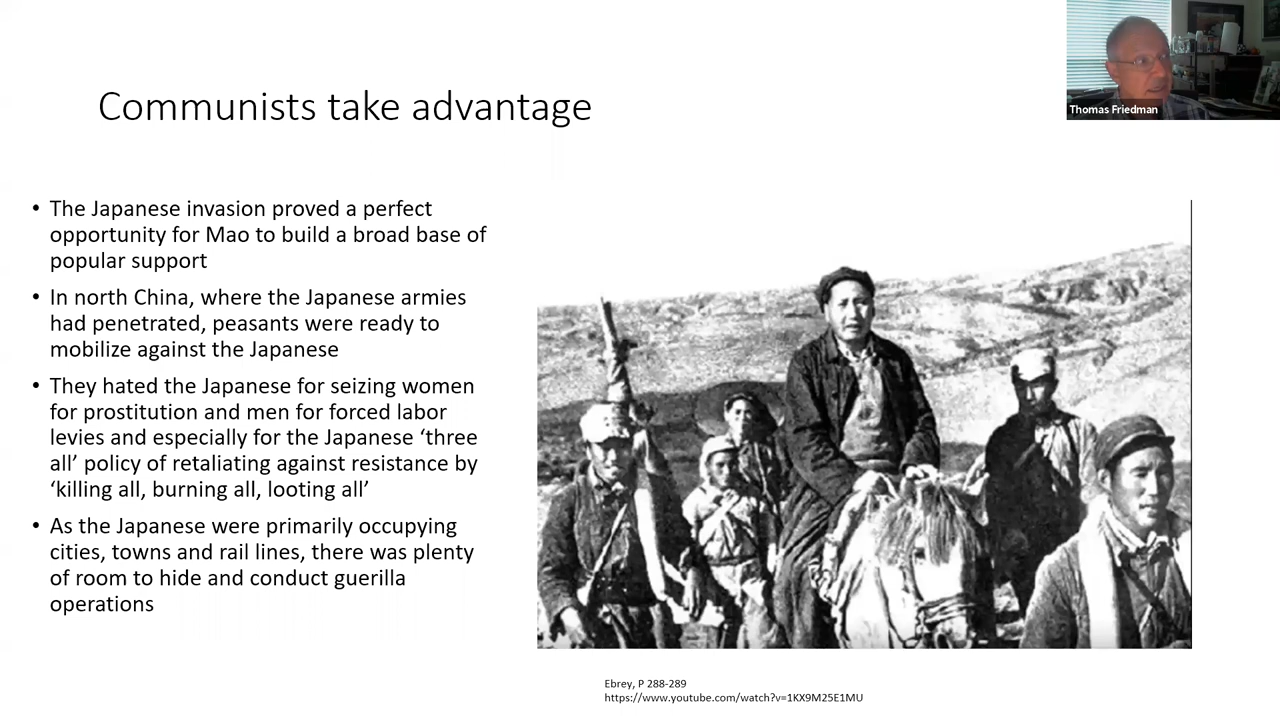 Communists take advantage
Thomas Friedman
• The Japanese invasion proved a perfect
opportunity for Mao to build a broad base of
popular support
• In north China, where the Japanese armies
had penetrated, peasants were ready to
mobilize against the Japanese
• They hated the Japanese for seizing women
for prostitution and men for forced labor
levies and especially for the Japanese ‘three
all’ policy of retaliating against resistance by
‘killing all, burning all, looting all’
• As the Japanese were primarily occupying
cities, towns and rail lines, there was plenty
of room to hide and conduct guerilla
operations
Ebrey, P 288-289
https://www.youtube.com/watch?v=1KX9M25E1MU